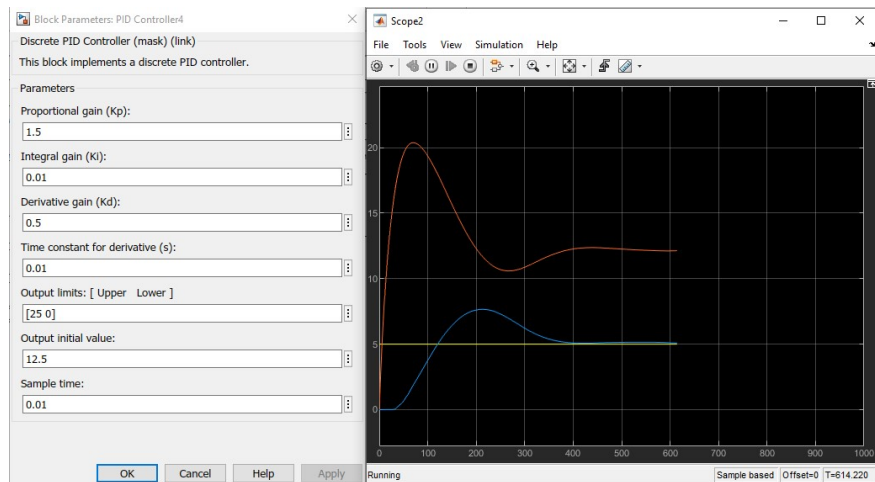 Block Parameters: PID Controller4
Discrete PID Controller (mask) (link)
This block implements a discrete PID controller.
Parameters
Proportional gain (Kp):
1.5
Integral gain (Ki):
0.01
Derivative gain (Kd):
0.5
Time constant for derivative (s):
0.01
Output limits: [ Upper Lower ]
[25 0]
Output initial value:
12.5
Sample time:
0.01
OK Cancel Help Apply
Scope2
File Tools View Simulation Help
20
15
10
5
0
0 100 200 300 400 500 600 700 800 900 1000
Running Sample based Offset=0 T=614.220